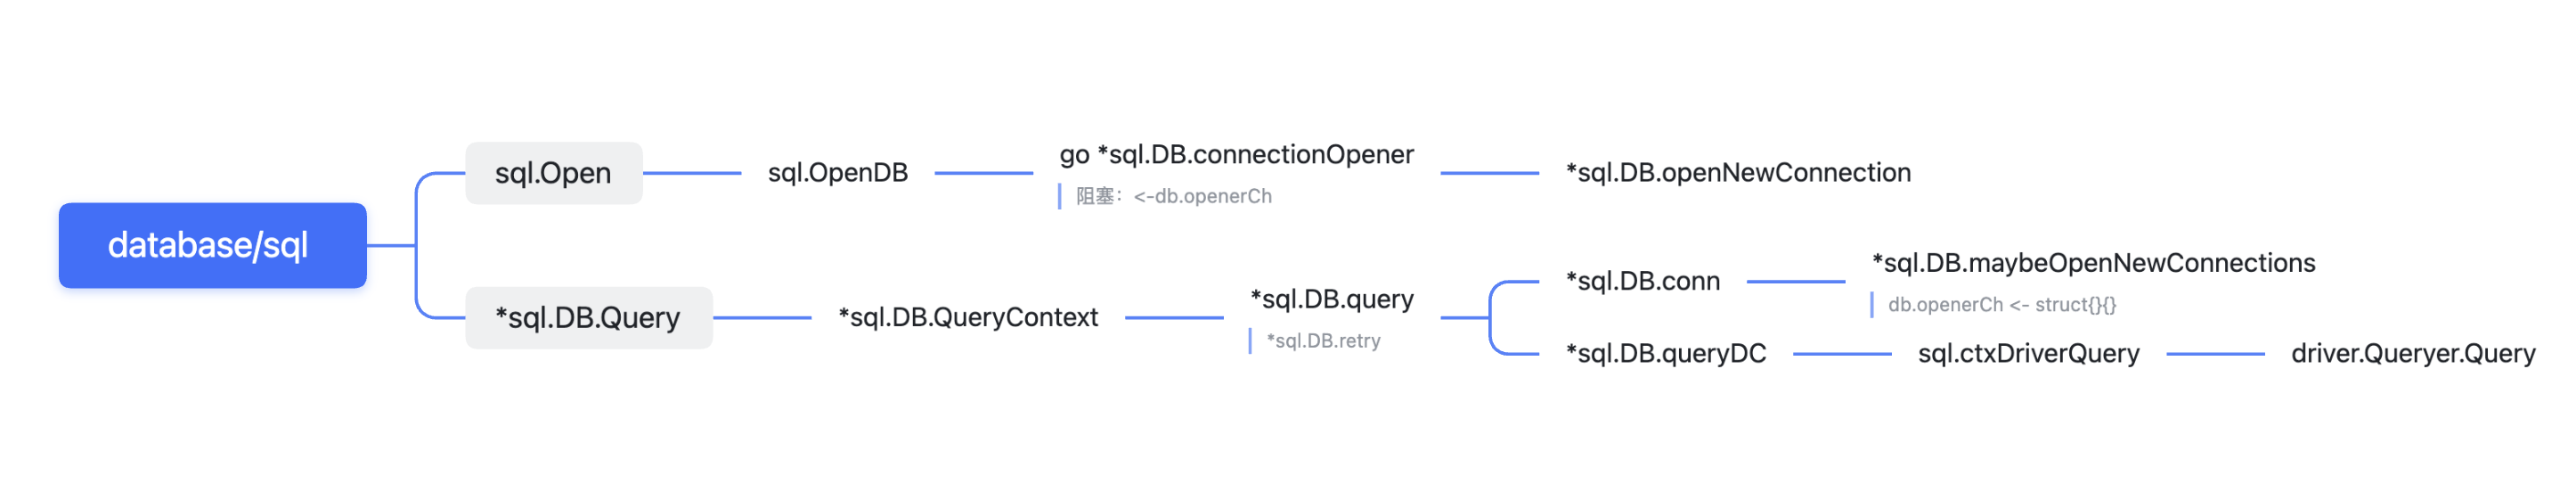 database/sql
sql.Open
sql.OpenDB
go *sql.DB.connectionOpener
阻塞：<-db.openerCh
*sql.DB.openNewConnection
*sql.DB.Query
*sql.DB.QueryContext
*sql.DB.query
*sql.DB.retry
*sql.DB.conn
*sql.DB.maybeOpenNewConnections
db.openerCh <- struct{}{}
*sql.DB.queryDC
sql.ctxDriverQuery
driver.Queryer.Query